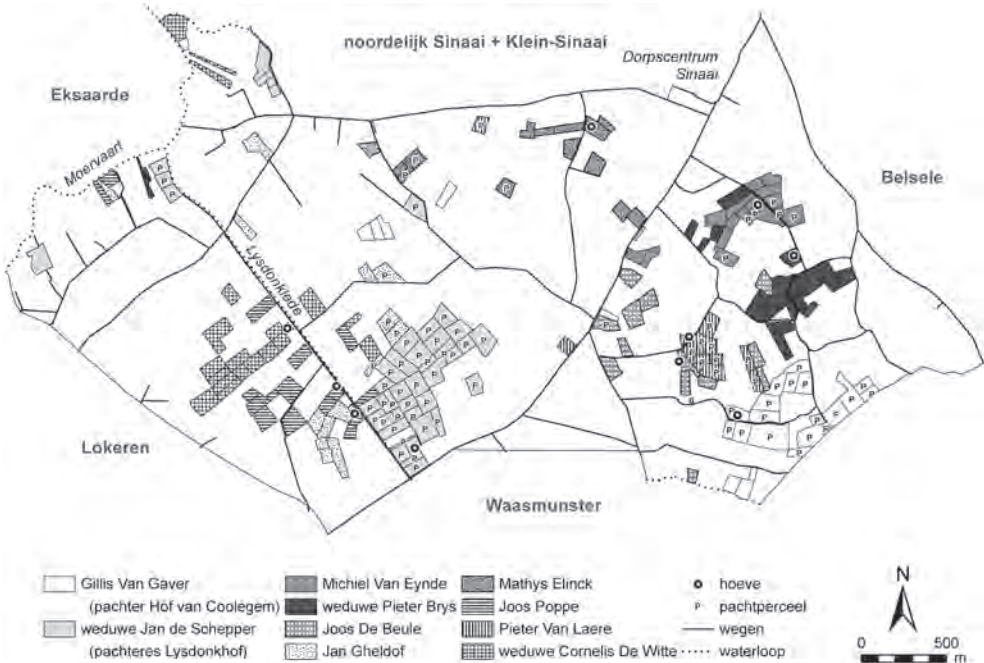 noordelijk Sinaai + Klein-Sinaai
Dorpscentrum
Sinaai
Eksaarde
Moervaart
Belsele
Lysdonklede
Lokeren
Waasmunster
Gillis Van Gaver
(pachter Hof van Coolegem)
weduwe Jan de Schepper
(pachteres Lysdonkhof)
Michiel Van Eynde
weduwe Pieter Brys
Joos De Beule
Jan Gheldof
Mathys Elinck
Joos Poppe
Pieter Van Laere
weduwe Cornelis De Witte
hoeve
P pachtperceel
wegen
waterloop
N
0 500
m